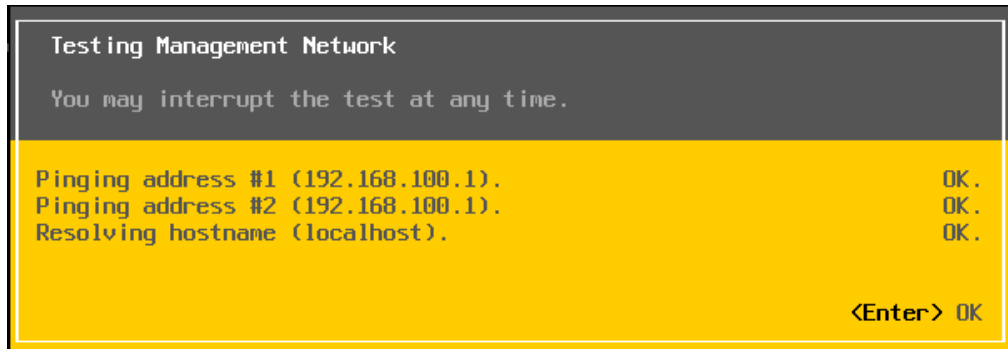 Testing Management Network
You may interrupt the test at any time.
Pinging address #1 (192.168.100.1). OK.
Pinging address #2 (192.168.100.1). OK.
Resolving hostname (localhost). OK.
<Enter> OK